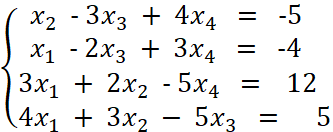 x₂ - 3x₃ + 4x₄ = -5
x₁ - 2x₃ + 3x₄ = -4
3x₁ + 2x₂ - 5x₄ = 12
4x₁ + 3x₂ − 5x₃ = 5